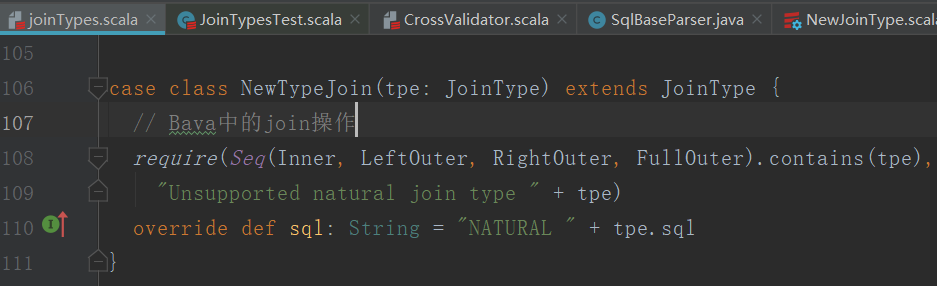 joinTypes.scala JoinTypesTest.scala CrossValidator.scala SqlBaseParser.java NewJoinType.scal
105
106 case class NewTypeJoin(tpe: JoinType) extends JoinType {
107 // Bava中的join操作
108 require(Seq(Inner, LeftOuter, RightOuter, FullOuter).contains(tpe),
109 "Unsupported natural join type " + tpe)
110 override def sql: String = "NATURAL " + tpe.sql
111 }